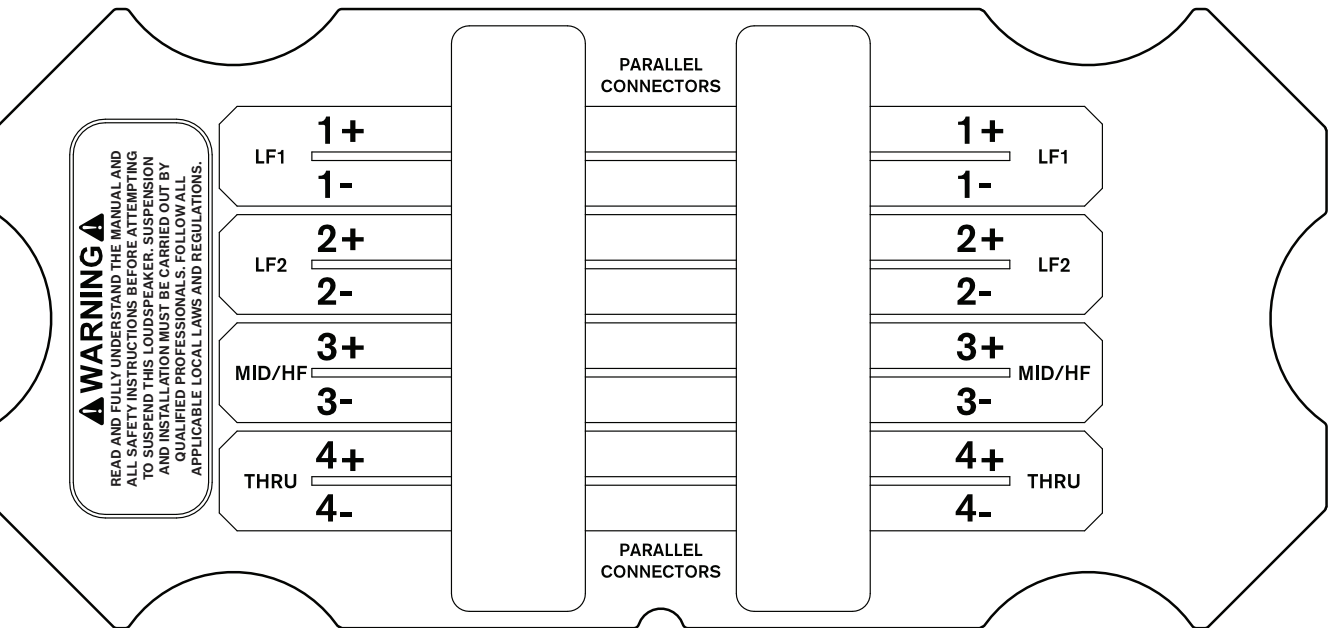 PARALLEL
CONNECTORS
WARNING
READ AND FULLY UNDERSTAND THE MANUAL AND
ALL SAFETY INSTRUCTIONS BEFORE ATTEMPTING
TO SUSPEND THIS LOUDSPEAKER. SUSPENSION
AND INSTALLATION MUST BE CARRIED OUT BY
QUALIFIED PROFESSIONALS. FOLLOW ALL
APPLICABLE LOCAL LAWS AND REGULATIONS.
1+
LF1
1-
2+
LF2
2-
3+
MID/HF
3-
4+
THRU
4-
1+
LF1
1-
2+
LF2
2-
3+
MID/HF
3-
4+
THRU
4-
PARALLEL
CONNECTORS